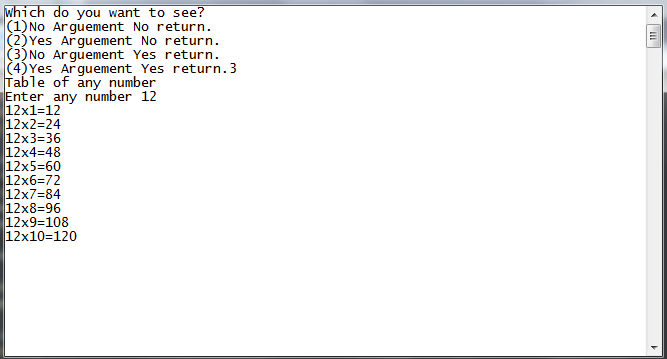 Which do you want to see?
(1)No Arguement No return.
(2)Yes Arguement No return.
(3)No Arguement Yes return.
(4)Yes Arguement Yes return.3
Table of any number
Enter any number 12
12x1=12
12x2=24
12x3=36
12x4=48
12x5=60
12x6=72
12x7=84
12x8=96
12x9=108
12x10=120